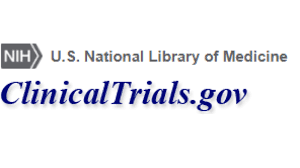 NIH U.S. National Library of Medicine
ClinicalTrials.gov